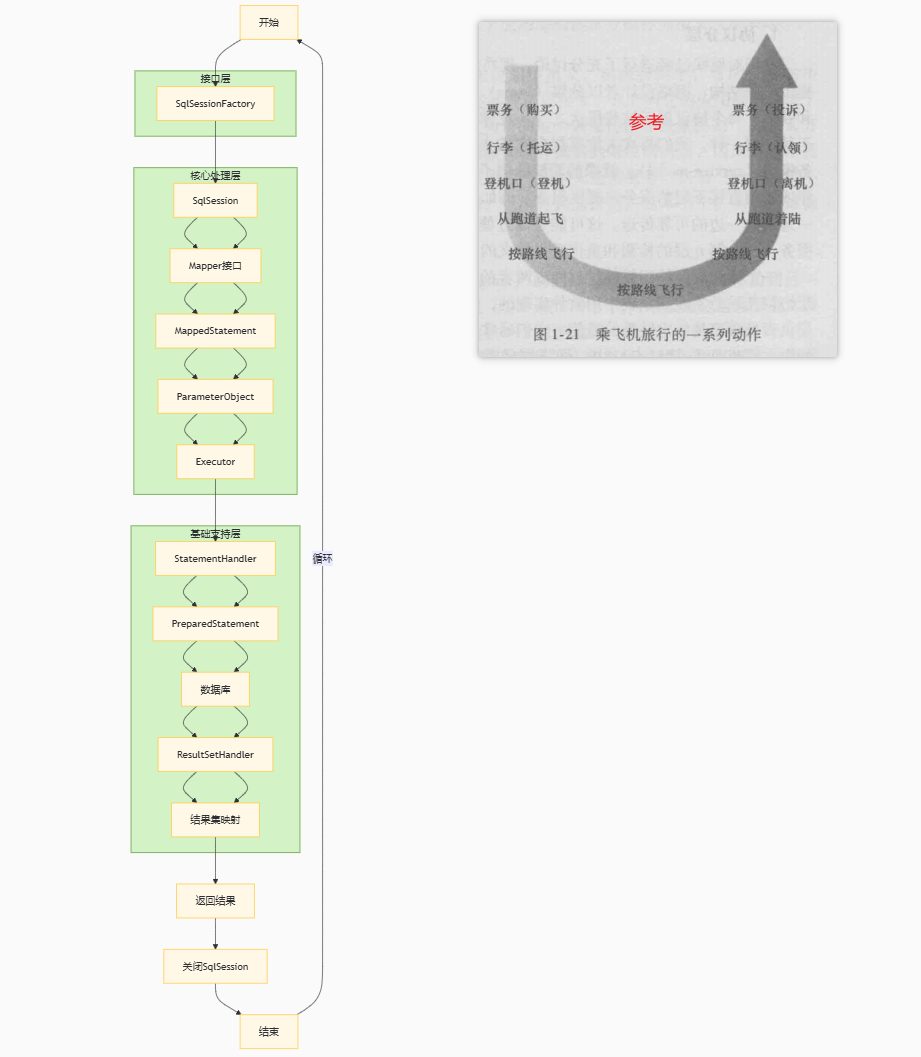 开始
接口层
SqlSessionFactory
核心处理层
SqlSession
Mapper接口
MappedStatement
ParameterObject
Executor
基础支持层
StatementHandler
PreparedStatement
数据库
ResultSetHandler
结果集映射
返回结果
关闭SqlSession
结束
循环
参考
票务（购买） 票务（投诉）
行李（托运） 行李（认领）
登机口（登机） 登机口（离机）
从跑道起飞 从跑道着陆
按路线飞行 按路线飞行
按路线飞行
图 1-21 乘飞机旅行的一系列动作